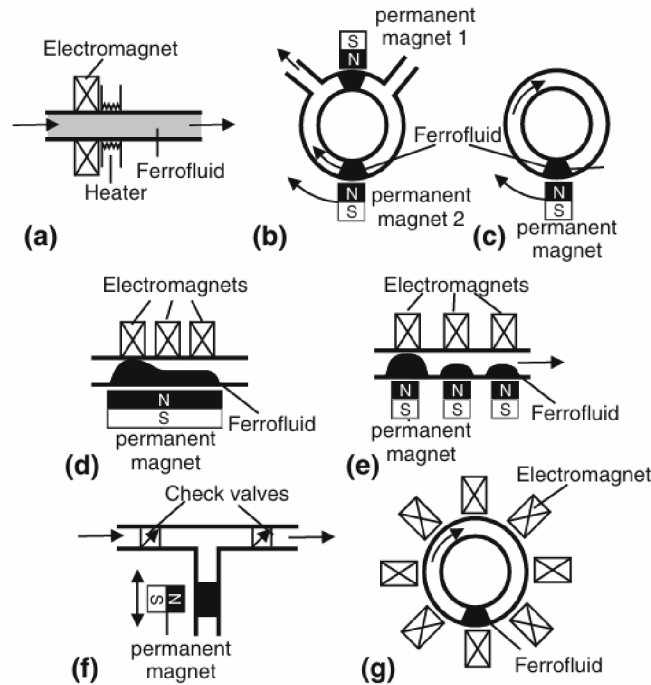 Electromagnet
Ferrofluid
Heater
(a)
permanent
magnet 1
S
N
Ferrofluid
N
S
permanent
magnet 2
(b)
N
S
permanent
magnet
(c)
Electromagnets
N
S
Ferrofluid
permanent
magnet
(d)
Electromagnets
N
N
N
S
S
S
Ferrofluid
permanent
magnet
(e)
Check valves
S
N
permanent
magnet
(f)
Electromagnet
Ferrofluid
(g)